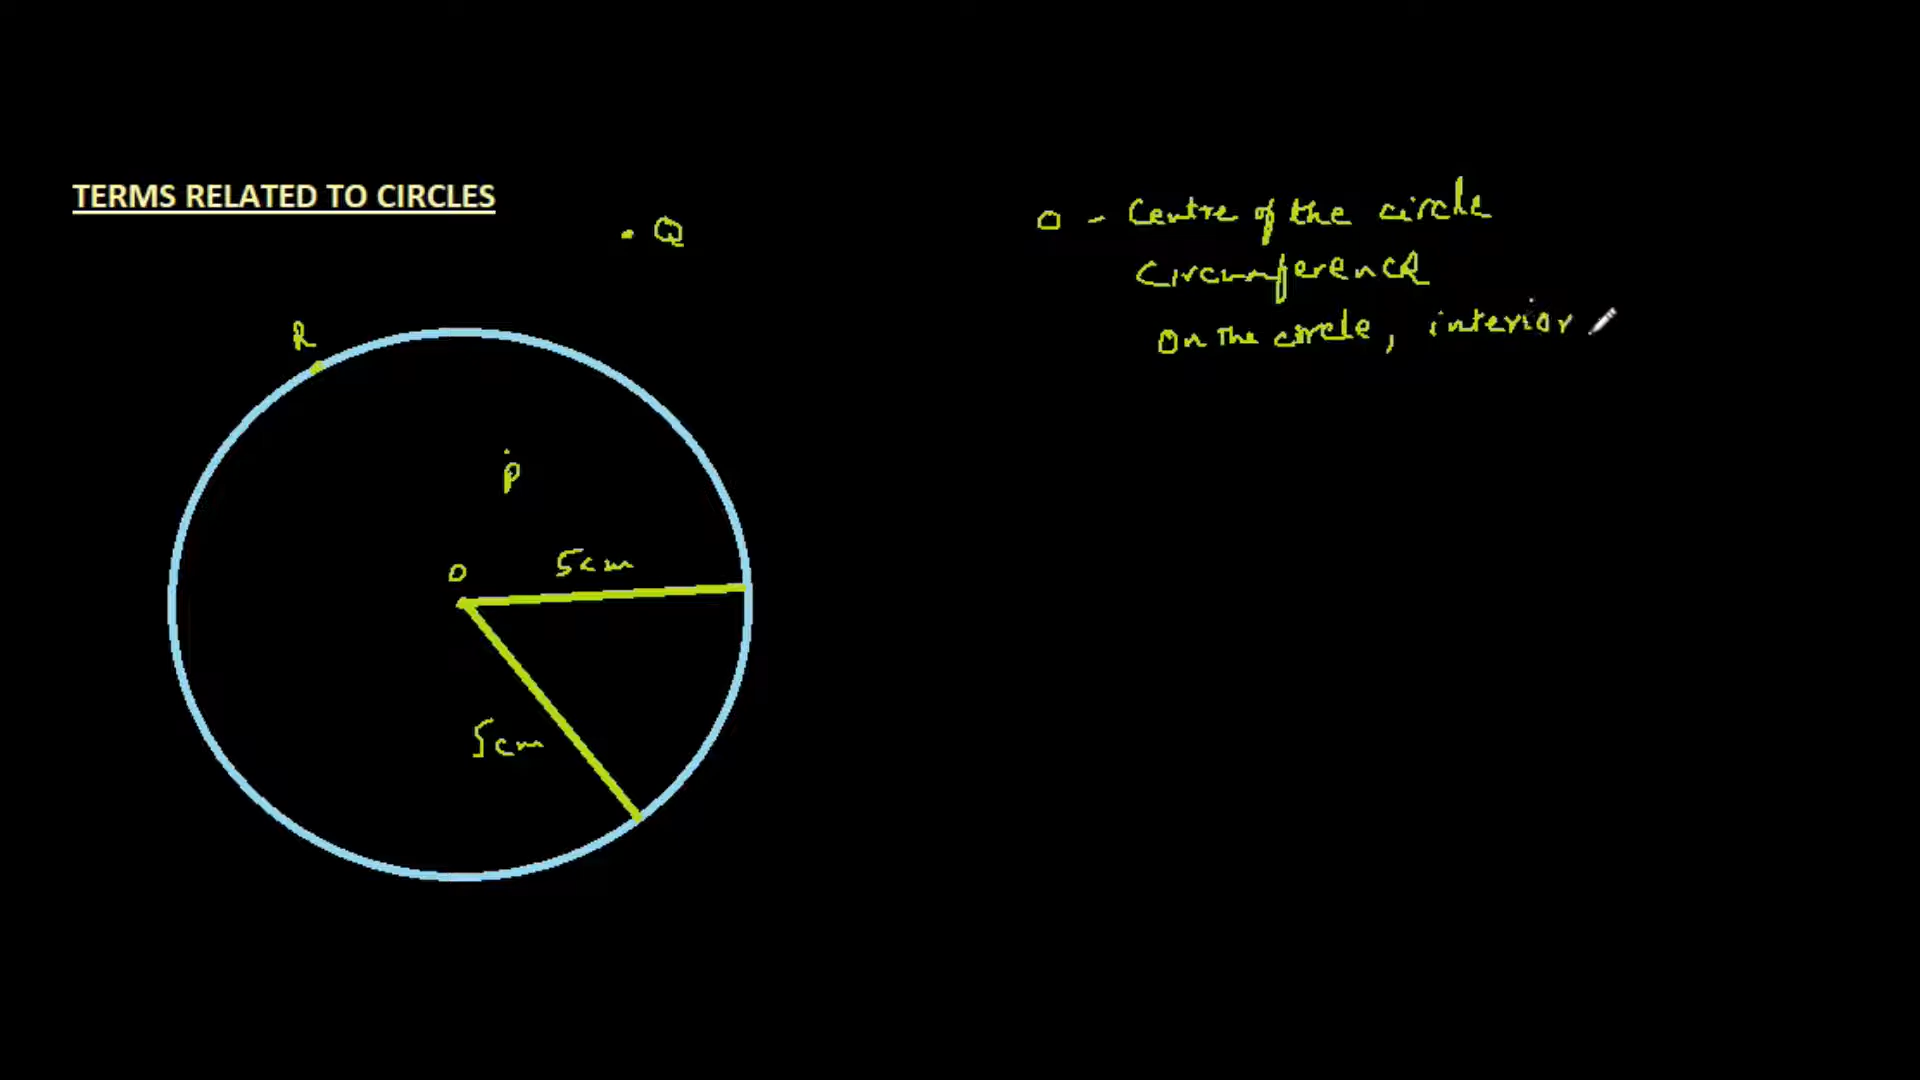 TERMS RELATED TO CIRCLES
Q
O - Centre of the circle
Circumference
On the circle, interior
R
P
O
5cm
5cm